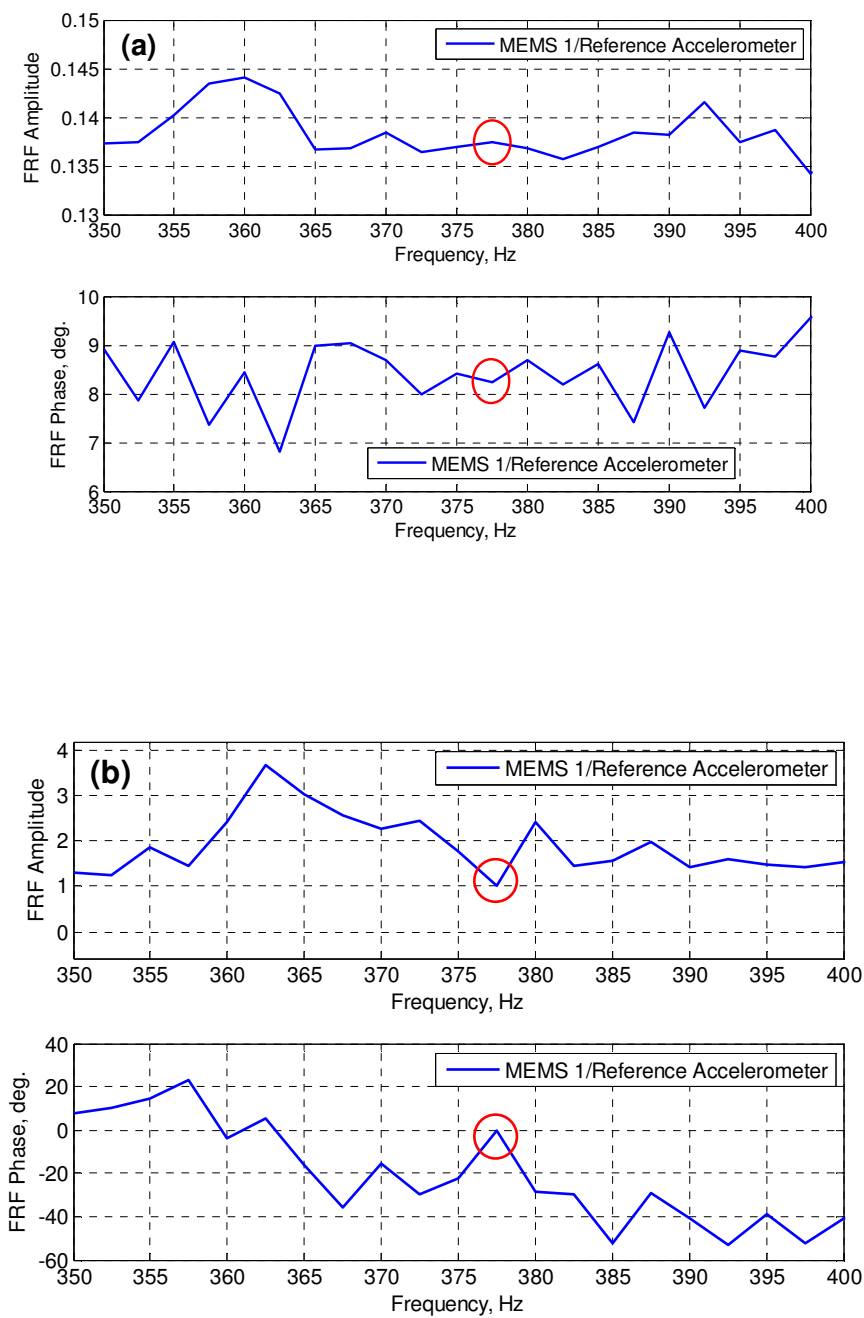 (a)
MEMS 1/Reference Accelerometer
FRF Amplitude
0.15
0.145
0.14
0.135
0.13
350 355 360 365 370 375 380 385 390 395 400
Frequency, Hz
MEMS 1/Reference Accelerometer
FRF Phase, deg.
10
9
8
7
6
350 355 360 365 370 375 380 385 390 395 400
Frequency, Hz
(b)
MEMS 1/Reference Accelerometer
FRF Amplitude
4
3
2
1
0
350 355 360 365 370 375 380 385 390 395 400
Frequency, Hz
MEMS 1/Reference Accelerometer
FRF Phase, deg.
40
20
0
-20
-40
-60
350 355 360 365 370 375 380 385 390 395 400
Frequency, Hz